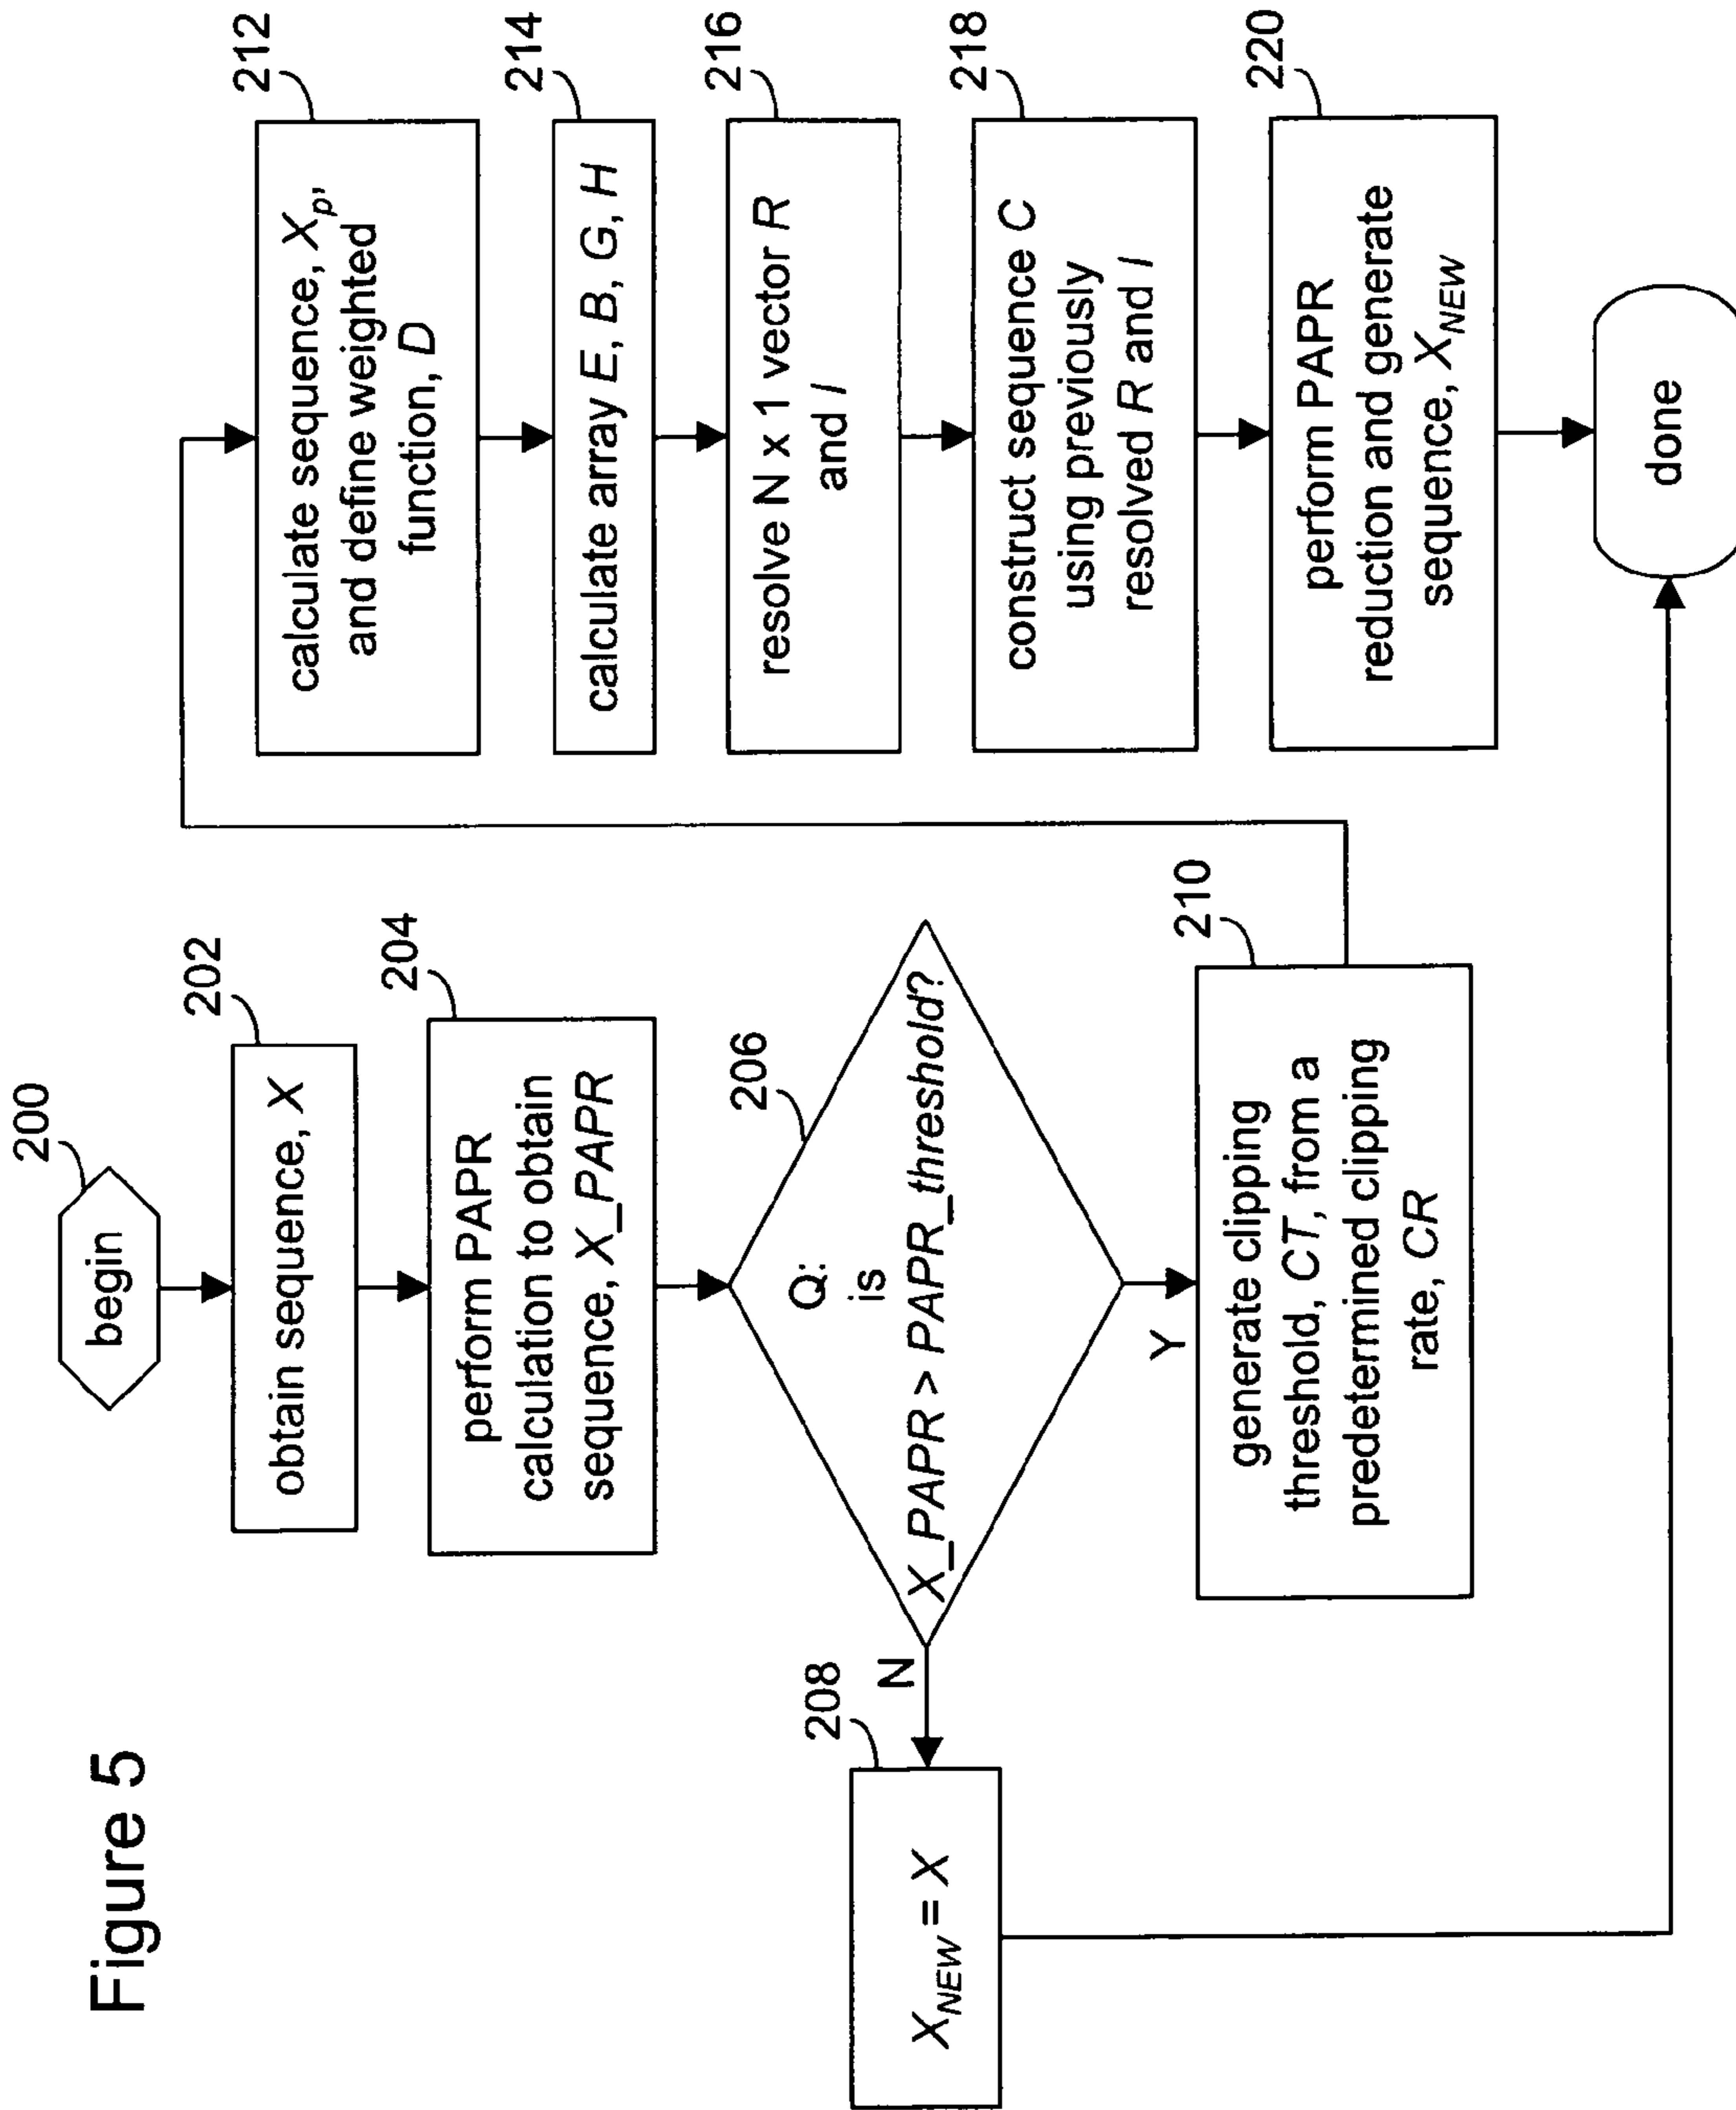 Figure 5
200
begin
202
obtain sequence, X
204
perform PAPR
calculation to obtain
sequence, X_PAPR
206
Q:
is
X_PAPR > PAPR_threshold?
N
208
X_NEW = X
Y
210
generate clipping
threshold, CT, from a
predetermined clipping
rate, CR
212
calculate sequence, X_p,
and define weighted
function, D
214
calculate array E, B, G, H
216
resolve N x 1 vector R
and I
218
construct sequence C
using previously
resolved R and I
220
perform PAPR
reduction and generate
sequence, X_NEW
done